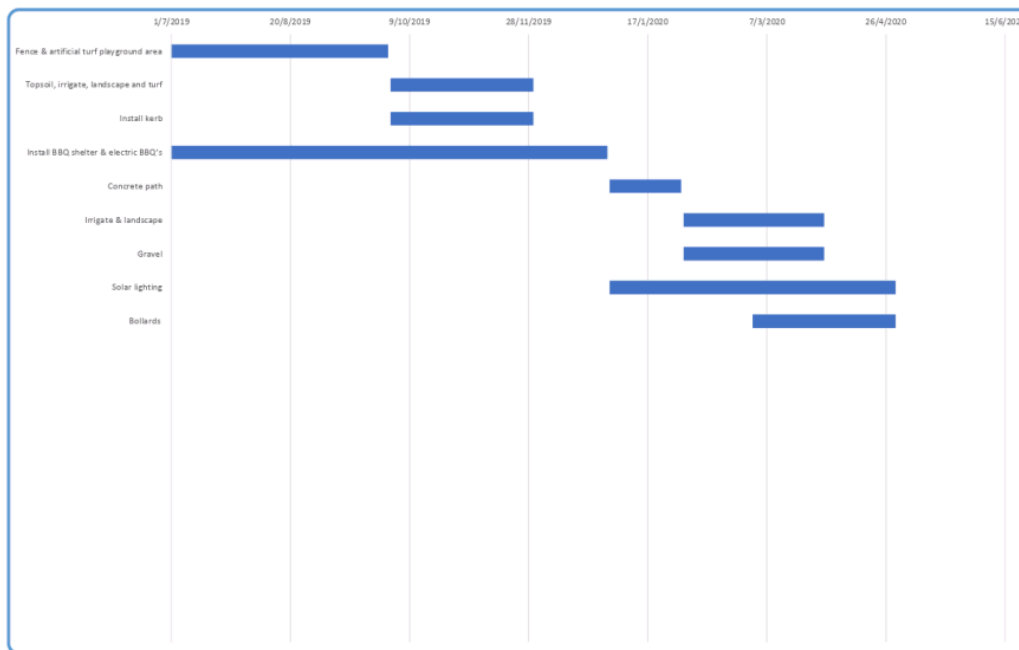 1/7/2019 20/8/2019 9/10/2019 28/11/2019 17/1/2020 7/3/2020 26/4/2020
Fence & artificial turf playground area
Topsoil, irrigate, landscape and turf
Install kerb
Install BBQ shelter & electric BBQ's
Concrete path
Irrigate & landscape
Gravel
Solar lighting
Bollards